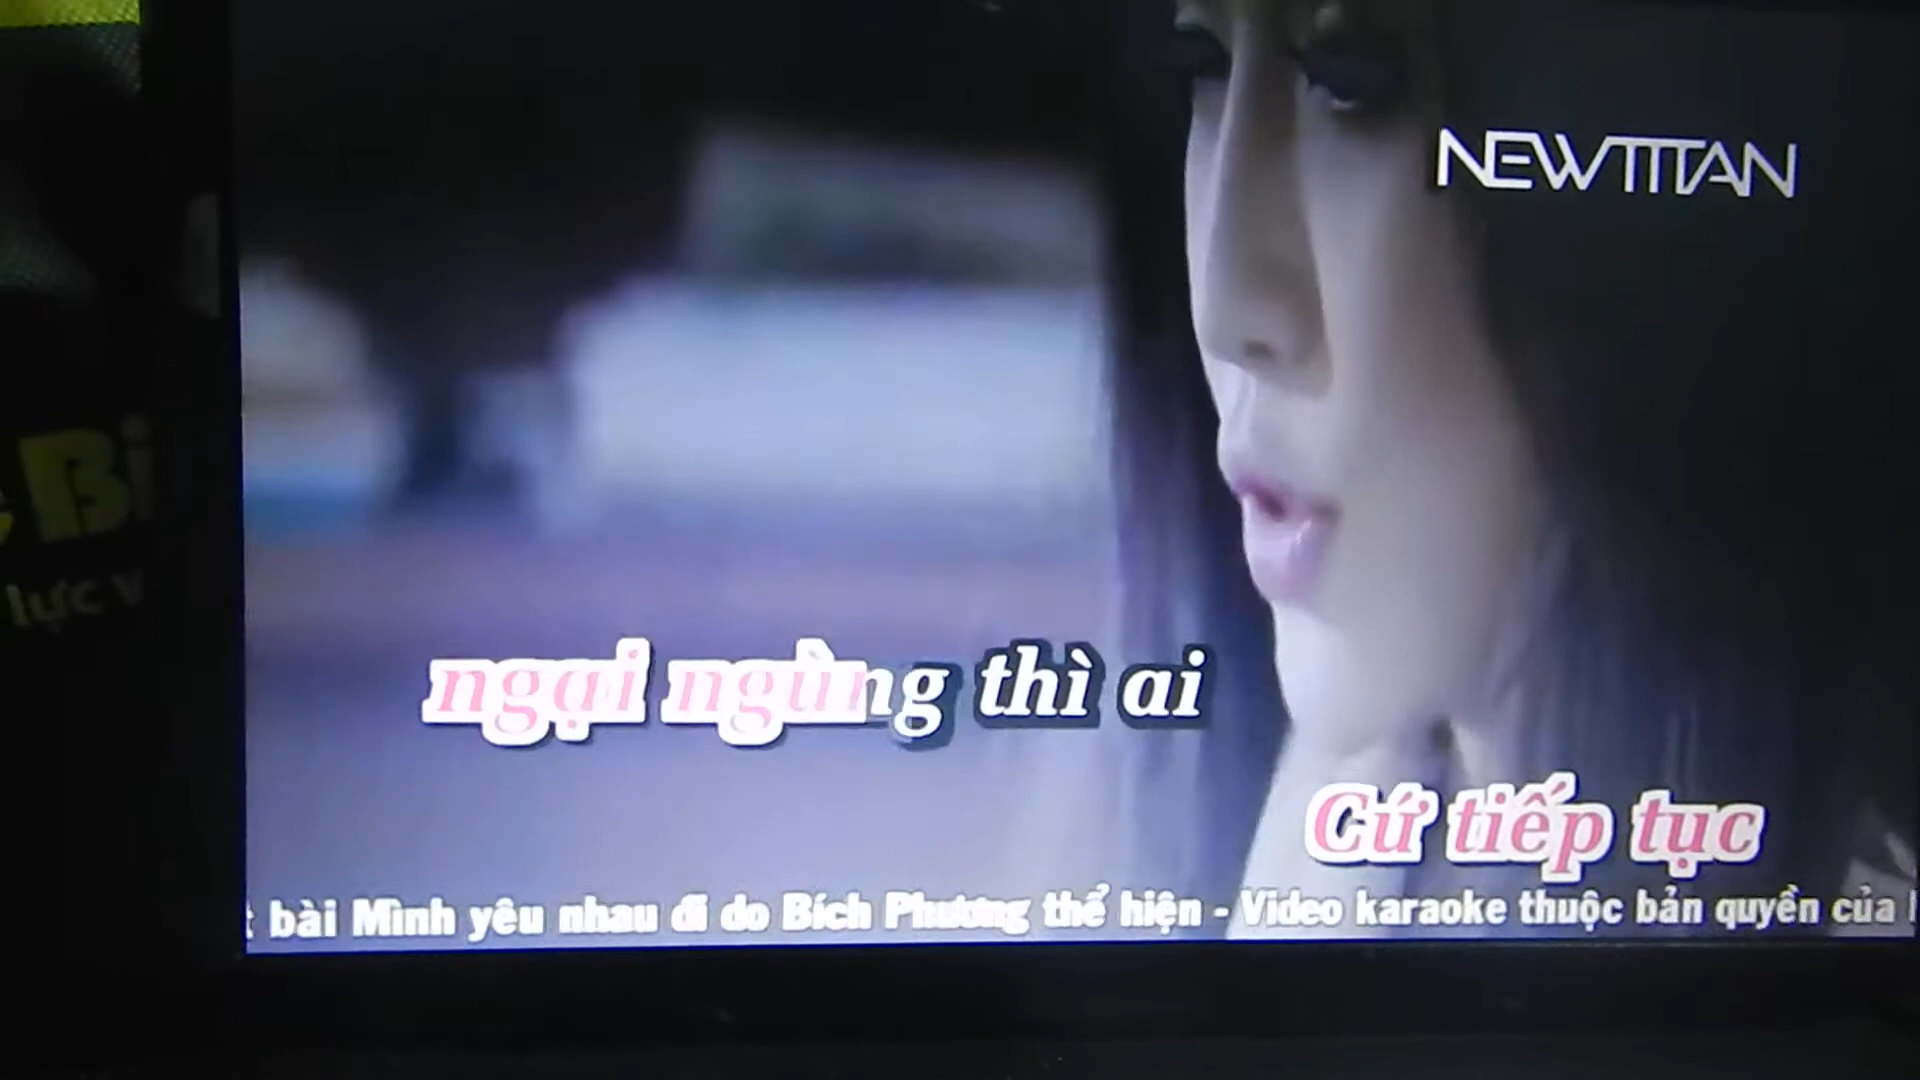 NEWTITAN
Bi
lực v
ngại ngùng thì ai
Cứ tiếp tục
bài Mình yêu nhau đi do Bích Phương thể hiện - Video karaoke thuộc bản quyền của